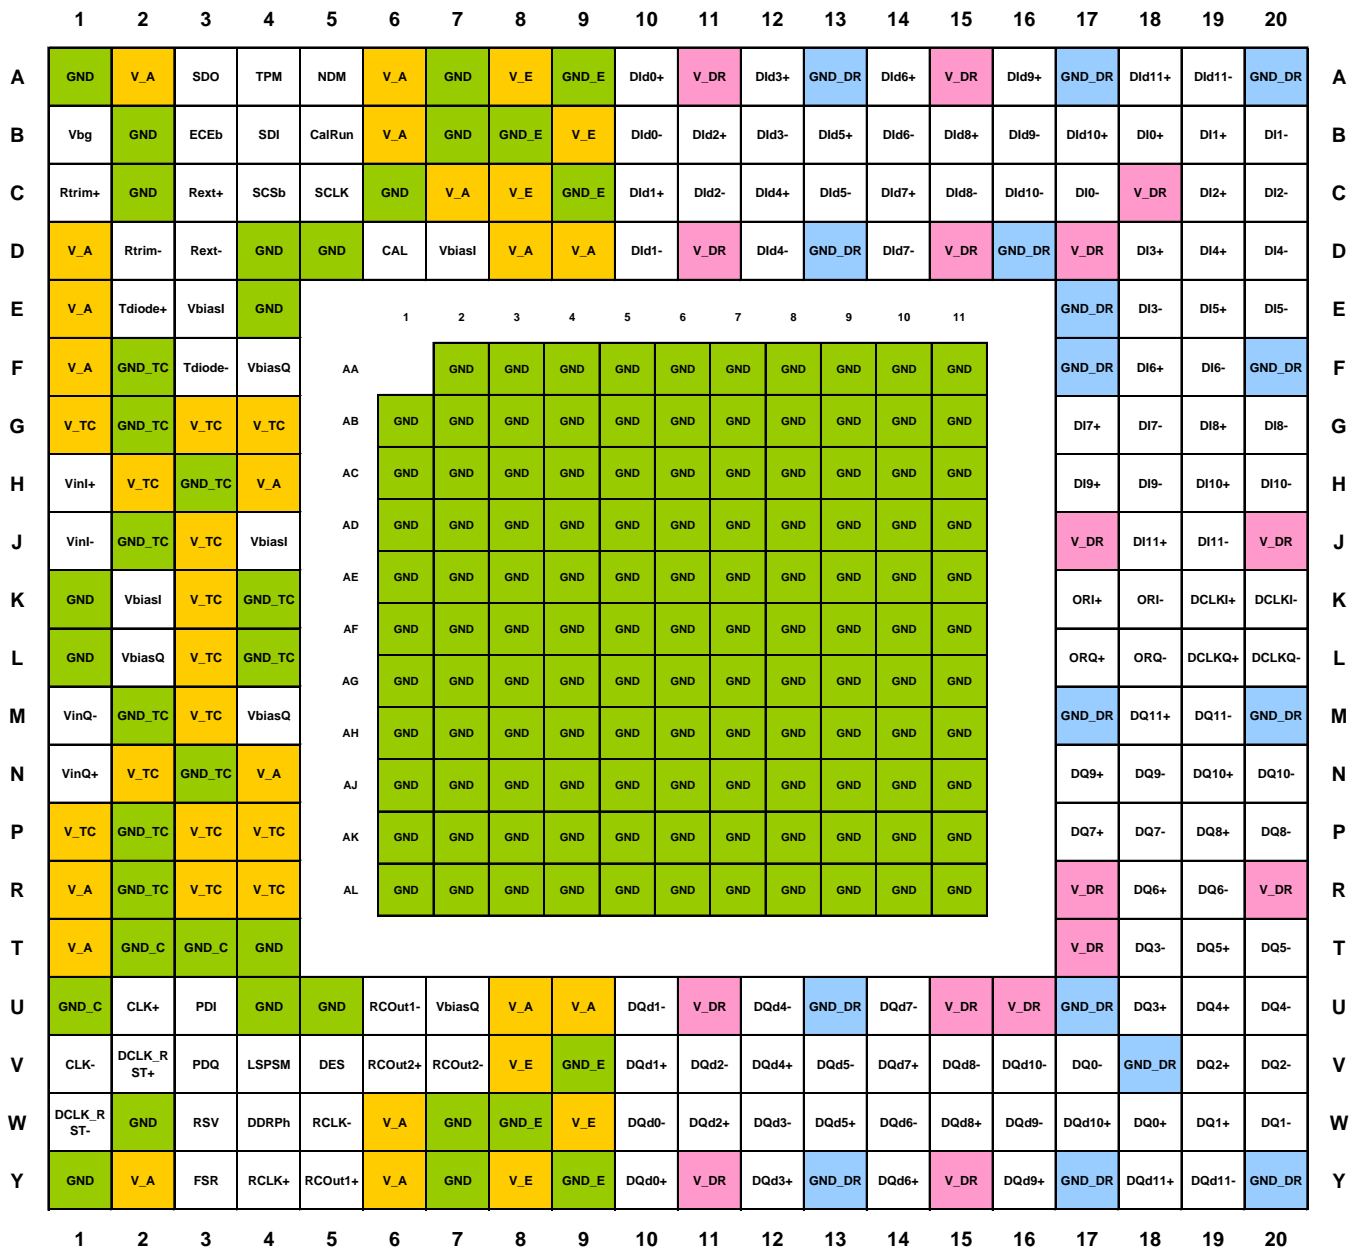 1 2 3 4 5 6 7 8 9 10 11 12 13 14 15 16 17 18 19 20
A GND V_A SDO TPM NDM V_A GND V_E GND_E DId0+ V_DR DId3+ GND_DR DId6+ V_DR DId9+ GND_DR DId11+ DId11- GND_DR A
B Vbg GND ECEb SDI CalRun V_A GND GND_E V_E DId0- DId2+ DId3- DId5+ DId6- DId8+ DId9- DId10+ DI0+ DI1+ DI1- B
C Rtrim+ GND Rext+ SCSb SCLK GND V_A V_E GND_E DId1+ DId2- DId4+ DId5- DId7+ DId8- DId10- DI0- V_DR DI2+ DI2- C
D V_A Rtrim- Rext- GND GND CAL VbiasI V_A V_A DId1- V_DR DId4- GND_DR DId7- V_DR GND_DR V_DR DI3+ DI4+ DI4- D
E V_A Tdiode+ VbiasI GND 1 2 3 4 5 6 7 8 9 10 11 GND_DR DI3- DI5+ DI5- E
F V_A GND_TC Tdiode- VbiasQ AA GND GND GND GND GND GND GND GND GND GND GND_DR DI6+ DI6- GND_DR F
G V_TC GND_TC V_TC V_TC AB GND GND GND GND GND GND GND GND GND GND GND DI7+ DI7- DI8+ DI8- G
H VinI+ V_TC GND_TC V_A AC GND GND GND GND GND GND GND GND GND GND GND DI9+ DI9- DI10+ DI10- H
J VinI- GND_TC V_TC VbiasI AD GND GND GND GND GND GND GND GND GND GND GND V_DR DI11+ DI11- V_DR J
K GND VbiasI V_TC GND_TC AE GND GND GND GND GND GND GND GND GND GND GND ORI+ ORI- DCLKI+ DCLKI- K
AF GND GND GND GND GND GND GND GND GND GND GND
L GND VbiasQ V_TC GND_TC ORQ+ ORQ- DCLKQ+ DCLKQ- L
AG GND GND GND GND GND GND GND GND GND GND GND
M VinQ- GND_TC V_TC VbiasQ AH GND GND GND GND GND GND GND GND GND GND GND GND_DR DQ11+ DQ11- GND_DR M
N VinQ+ V_TC GND_TC V_A AJ GND GND GND GND GND GND GND GND GND GND GND DQ9+ DQ9- DQ10+ DQ10- N
P V_TC GND_TC V_TC V_TC AK GND GND GND GND GND GND GND GND GND GND GND DQ7+ DQ7- DQ8+ DQ8- P
R V_A GND_TC V_TC V_TC AL GND GND GND GND GND GND GND GND GND GND GND V_DR DQ6+ DQ6- V_DR R
T V_A GND_C GND_C GND V_DR DQ3- DQ5+ DQ5- T
U GND_C CLK+ PDI GND GND RCOut1- VbiasQ V_A V_A DQd1- V_DR DQd4- GND_DR DQd7- V_DR V_DR GND_DR DQ3+ DQ4+ DQ4- U
V CLK- DCLK_R
ST+ PDQ LSPSM DES RCOut2+ RCOut2- V_E GND_E DQd1+ DQd2- DQd4+ DQd5- DQd7+ DQd8- DQd10- DQ0- GND_DR DQ2+ DQ2- V
W DCLK_R
ST- GND RSV DDRPh RCLK- V_A GND GND_E V_E DQd0- DQd2+ DQd3- DQd5+ DQd6- DQd8+ DQd9- DQd10+ DQ0+ DQ1+ DQ1- W
Y GND V_A FSR RCLK+ RCOut1+ V_A GND V_E GND_E DQd0+ V_DR DQd3+ GND_DR DQd6+ V_DR DQd9+ GND_DR DQd11+ DQd11- GND_DR Y
1 2 3 4 5 6 7 8 9 10 11 12 13 14 15 16 17 18 19 20